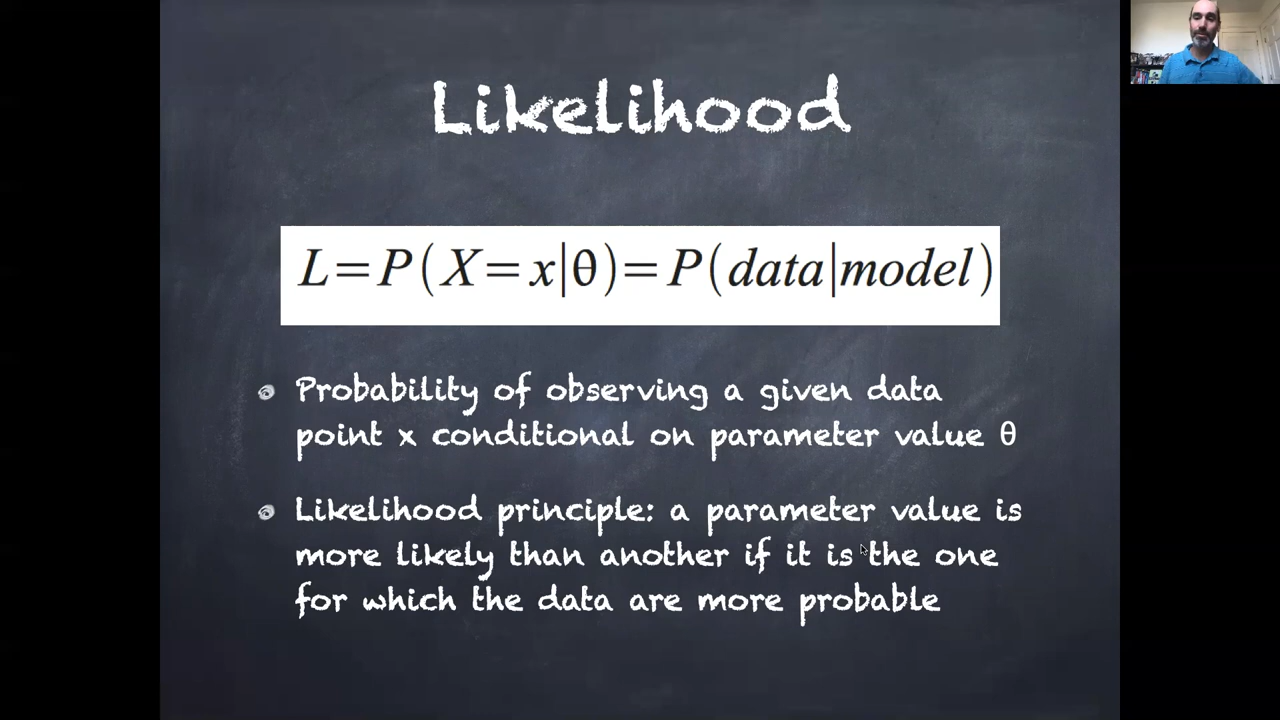 Likelihood
L=P(X=x|θ)=P(data|model)
Probability of observing a given data
point x conditional on parameter value θ
Likelihood principle: a parameter value is
more likely than another if it is the one
for which the data are more probable